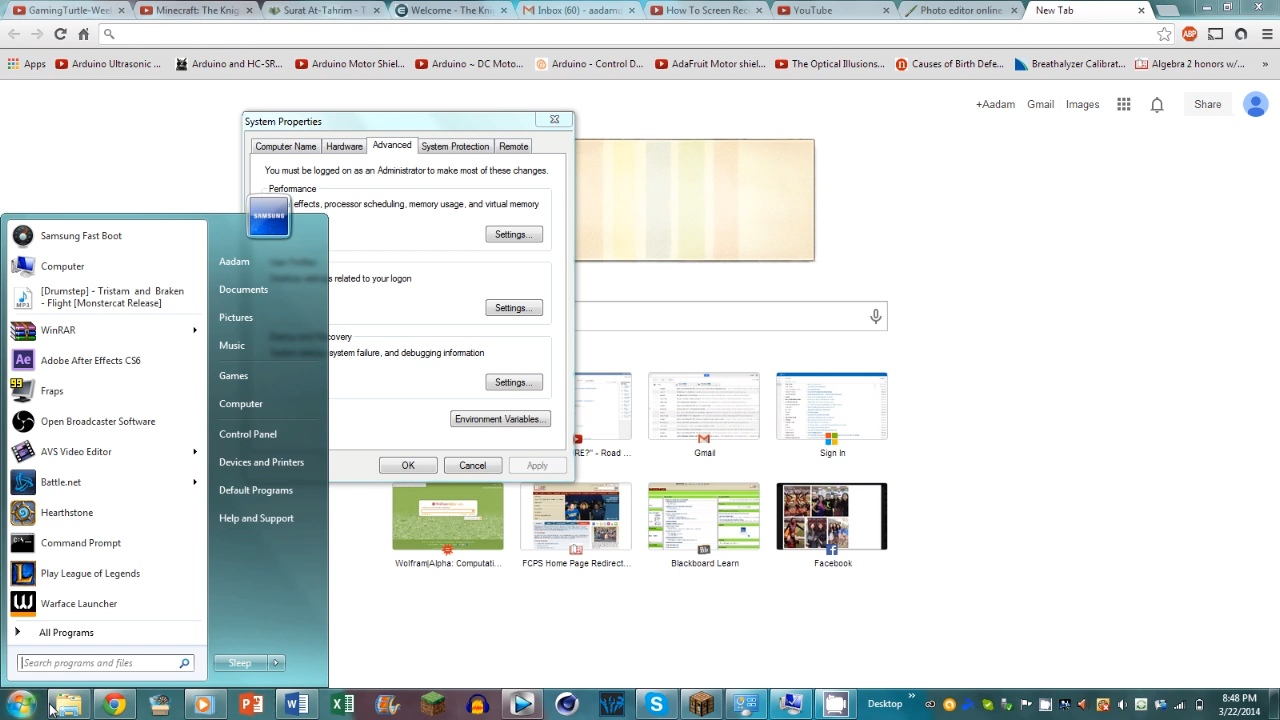 GamingTurtle-Weel
Minecraft: The Knig
Surat At-Tahrim - T
Welcome - The Knig
Inbox (60) - aadamo
How To Screen Rec
YouTube
Photo editor online
New Tab
Apps
Arduino Ultrasonic ...
Arduino and HC-SR...
Arduino Motor Shiel...
Arduino ~ DC Moto...
Arduino - Control D...
AdaFruit Motor shiel...
The Optical Illusions...
Causes of Birth Defe...
Breathalyzer Calibrat...
Algebra 2 honors w/...
»
ABP
+Aadam
Gmail
Images
Share
System Properties
Computer Name
Hardware
Advanced
System Protection
Remote
You must be logged on as an Administrator to make most of these changes.
Performance
effects, processor scheduling, memory usage, and virtual memory
Settings...
related to your logon
Settings...
system failure, and debugging information
Settings...
Environment Variables...
OK
Cancel
Apply
SAMSUNG
Samsung Fast Boot
Computer
[Drumstep] - Tristam and Braken
- Flight [Monstercat Release]
WinRAR
Adobe After Effects CS6
Fraps
Open Broadcaster Software
AVS Video Editor
Battle.net
Hearthstone
Command Prompt
Play League of Legends
Warface Launcher
All Programs
Search programs and files
Aadam
Documents
Pictures
Music
Games
Computer
Control Panel
Devices and Printers
Default Programs
Help and Support
Sleep
RE?" - Road ...
Gmail
Sign In
Wolfram|Alpha: Computati...
FCPS Home Page Redirect...
Blackboard Learn
Facebook
Desktop
»
8:48 PM
3/22/2014